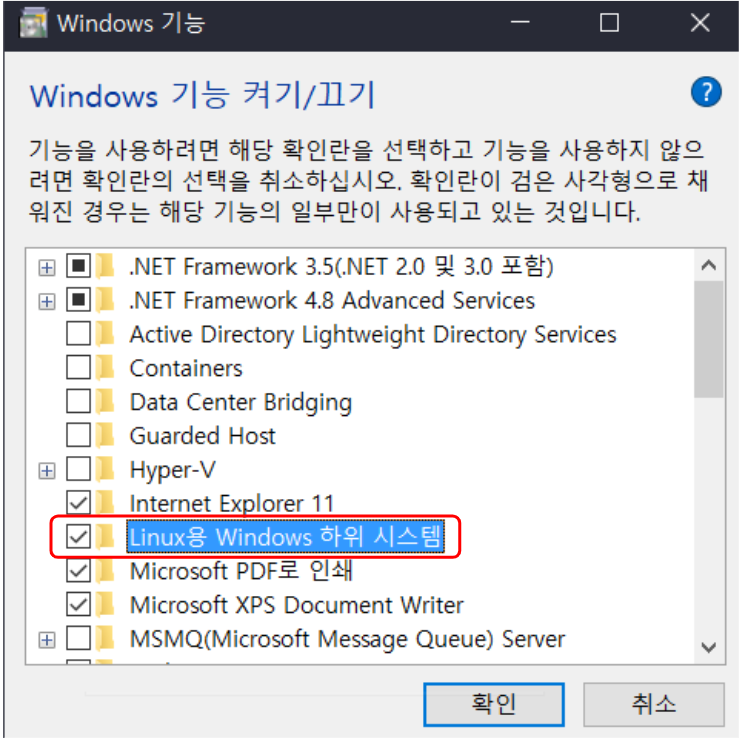 Windows 기능
Windows 기능 켜기/끄기
기능을 사용하려면 해당 확인란을 선택하고 기능을 사용하지 않으
려면 확인란의 선택을 취소하십시오. 확인란이 검은 사각형으로 채
워진 경우는 해당 기능의 일부만이 사용되고 있는 것입니다.
.NET Framework 3.5(.NET 2.0 및 3.0 포함)
.NET Framework 4.8 Advanced Services
Active Directory Lightweight Directory Services
Containers
Data Center Bridging
Guarded Host
Hyper-V
Internet Explorer 11
Linux용 Windows 하위 시스템
Microsoft PDF로 인쇄
Microsoft XPS Document Writer
MSMQ(Microsoft Message Queue) Server
확인 취소